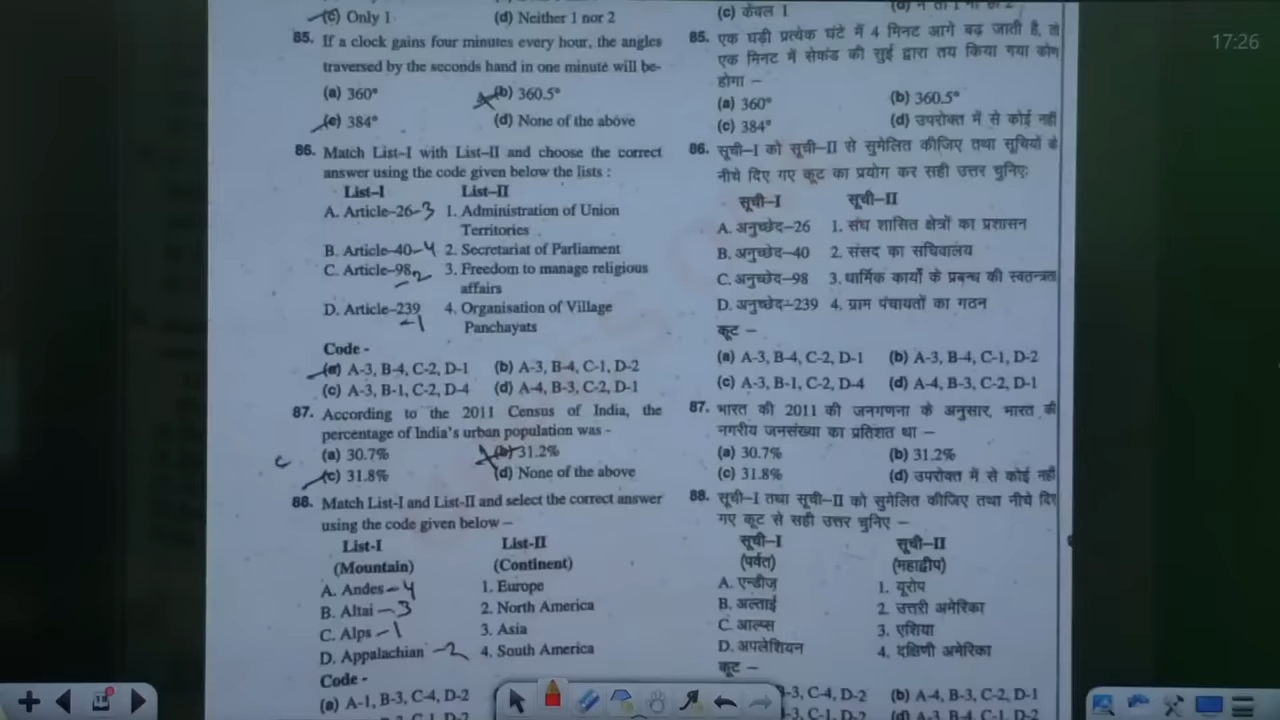 (c) Only 1
(d) Neither 1 nor 2
85. If a clock gains four minutes every hour, the angles
traversed by the seconds hand in one minute will be-
(a) 360°
(b) 360.5°
(c) 384°
(d) None of the above
86. Match List–I with List–II and choose the correct
answer using the code given below the lists :
List–I
List–II
A. Article–26-3
1. Administration of Union
Territories
B. Article–40-4
2. Secretariat of Parliament
C. Article–98 2
3. Freedom to manage religious
affairs
D. Article–239
-1
4. Organisation of Village
Panchayats
Code -
(a) A-3, B-4, C-2, D-1
(b) A-3, B-4, C-1, D-2
(c) A-3, B-1, C-2, D-4
(d) A-4, B-3, C-2, D-1
87. According to the 2011 Census of India, the
percentage of India's urban population was -
(a) 30.7%
(b) 31.2%
c
(c) 31.8%
(d) None of the above
88. Match List-I and List-II and select the correct answer
using the code given below –
List-I
List-II
(Mountain)
(Continent)
A. Andes-4
1. Europe
B. Altai -3
2. North America
C. Alps -1
3. Asia
D. Appalachian -2
4. South America
Code -
(a) A-1, B-3, C-4, D-2
(c) केवल 1
85. एक घड़ी प्रत्येक घंटे में 4 मिनट आगे बढ़ जाती है, तो
एक मिनट में सेकंड की सुई द्वारा तय किया गया कोण
होगा –
(a) 360°
(b) 360.5°
(c) 384°
(d) उपरोक्त में से कोई नहीं
86. सूची–I को सूची–II से सुमेलित कीजिए तथा सूचियों के
नीचे दिए गए कूट का प्रयोग कर सही उत्तर चुनिए:
सूची–I
सूची–II
A. अनुच्छेद–26
1. संघ शासित क्षेत्रों का प्रशासन
B. अनुच्छेद–40
2. संसद का सचिवालय
C. अनुच्छेद–98
3. धार्मिक कार्यों के प्रबन्ध की स्वतन्त्रता
D. अनुच्छेद–239
4. ग्राम पंचायतों का गठन
कूट –
(a) A-3, B-4, C-2, D-1
(b) A-3, B-4, C-1, D-2
(c) A-3, B-1, C-2, D-4
(d) A-4, B-3, C-2, D-1
87. भारत की 2011 की जनगणना के अनुसार, भारत की
नगरीय जनसंख्या का प्रतिशत था –
(a) 30.7%
(b) 31.2%
(c) 31.8%
(d) उपरोक्त में से कोई नहीं
88. सूची–I तथा सूची–II को सुमेलित कीजिए तथा नीचे दिए
गए कूट से सही उत्तर चुनिए –
सूची–I
सूची–II
(पर्वत)
(महाद्वीप)
A. एन्डीज़
1. यूरोप
B. अल्ताई
2. उत्तरी अमेरिका
C. आल्प्स
3. एशिया
D. अपलेशियन
4. दक्षिणी अमेरिका
कूट –
-3, C-4, D-2
(b) A-4, B-3, C-2, D-1
17:26